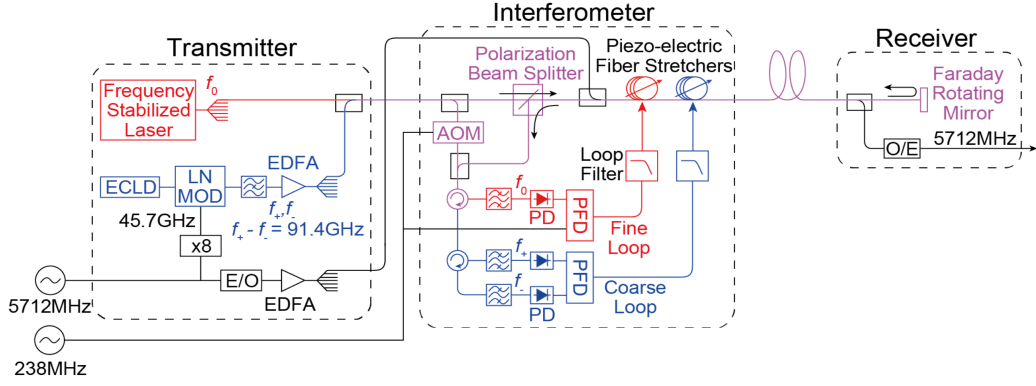 Interferometer
Transmitter
Receiver
Polarization
Beam Splitter
Piezo-electric
Fiber Stretchers
Frequency
Stabilized
Laser
f0
Faraday
Rotating
Mirror
AOM
5712MHz
O/E
EDFA
ECLD
LN
MOD
f+,f-
f+ - f- = 91.4GHz
45.7GHz
x8
Loop
Filter
f0
PD
PFD
Fine
Loop
f+
f-
PD
PFD
Coarse
Loop
E/O
EDFA
5712MHz
238MHz